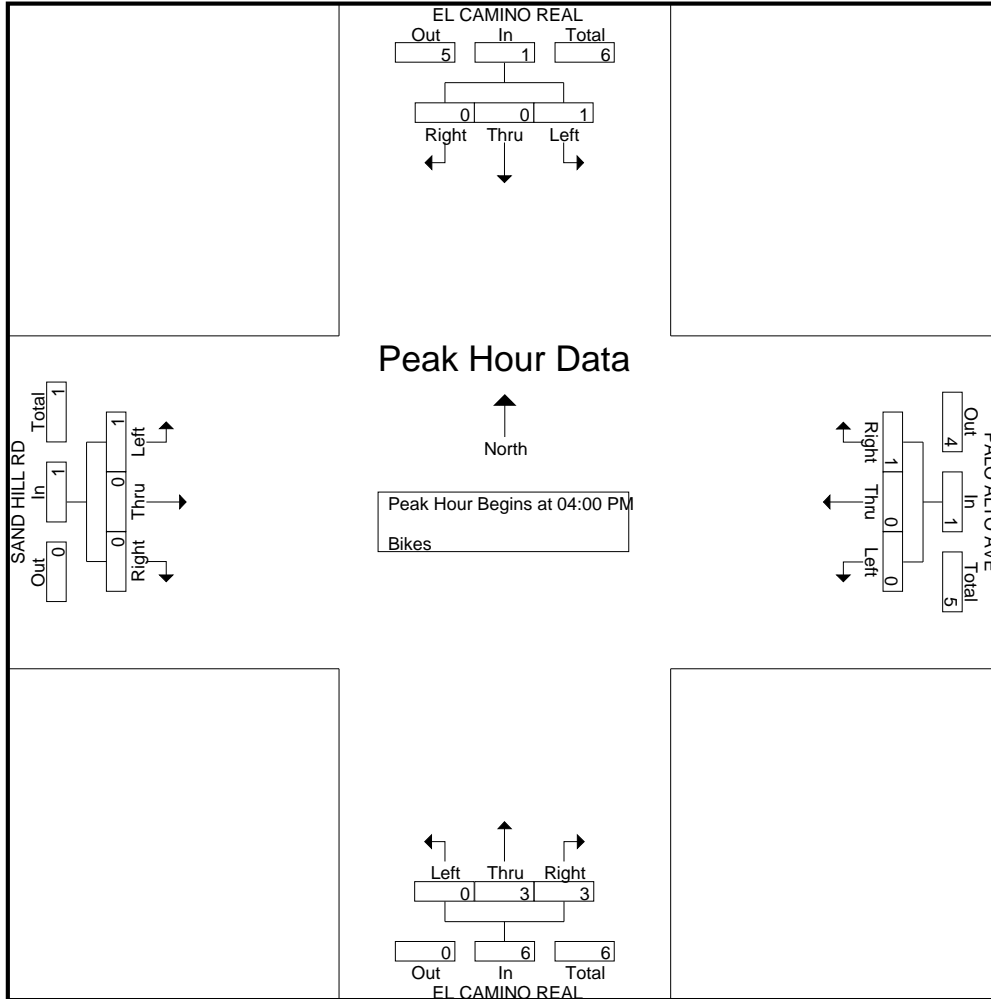 EL CAMINO REAL
Out In Total
5 1 6
0 0 1
Right Thru Left
Peak Hour Data
North
Peak Hour Begins at 04:00 PM
Bikes
SAND HILL RD
Out In Total
0 1 1
Left Thru Right
1 0 0
PALO ALTO AVE
Out In Total
4 1 5
Right Thru Left
1 0 0
Left Thru Right
0 3 3
0 6 6
Out In Total
EL CAMINO REAL